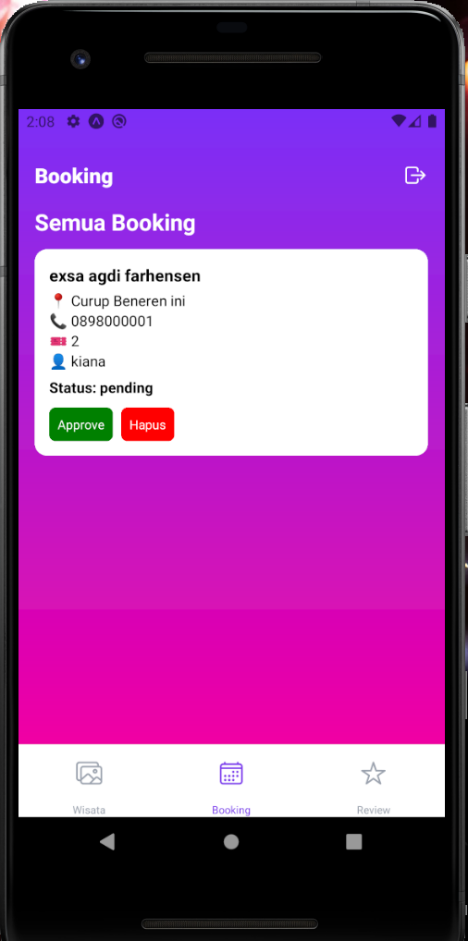 2:08
Booking
Semua Booking
exsa agdi farhensen
📍 Curup Beneren ini
📞 0898000001
🎟️ 2
👤 kiana
Status: pending
Approve Hapus
Wisata Booking Review